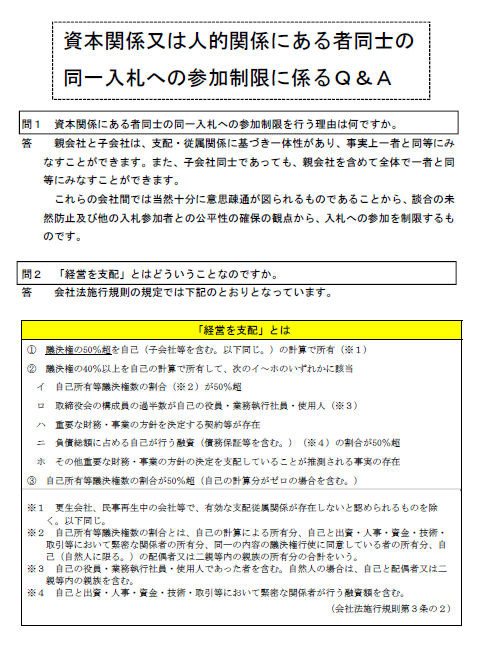 資本関係又は人的関係にある者同士の
同一入札への参加制限に係るＱ＆Ａ
問１　資本関係にある者同士の同一入札への参加制限を行う理由は何ですか。
答　親会社と子会社は、支配・従属関係に基づき一体性があり、事実上一者と同等にみ
なすことができます。また、子会社同士であっても、親会社を含めて全体で一者と同
等にみなすことができます。
これらの会社間では当然十分に意思疎通が図られるものであることから、談合の未
然防止及び他の入札参加者との公平性の確保の観点から、入札への参加を制限するも
のです。
問２　「経営を支配」とはどういうことなのですか。
答　会社法施行規則の規定では下記のとおりとなっています。
「経営を支配」とは
①　議決権の50％超を自己（子会社等を含む。以下同じ。）の計算で所有（※１）
②　議決権の40％以上を自己の計算で所有して、次のイ～ホのいずれかに該当
イ　自己所有等議決権数の割合（※２）が50％超
ロ　取締役会の構成員の過半数が自己の役員・業務執行社員・使用人（※３）
ハ　重要な財務・事業の方針を決定する契約等が存在
ニ　負債総額に占める自己が行う融資（債務保証等を含む。）（※４）の割合が50％超
ホ　その他重要な財務・事業の方針の決定を支配していることが推測される事実の存在
③　自己所有等議決権数の割合が50％超（自己の計算分がゼロの場合を含む。）
※１　更生会社、民事再生中の会社等で、有効な支配従属関係が存在しないと認められるものを除
く。以下同じ。
※２　自己所有等議決権数の割合とは、自己の計算による所有分、自己と出資・人事・資金・技術・
取引等において緊密な関係者の所有分、同一の内容の議決権行使に同意している者の所有分、自
己（自然人に限る。）の配偶者又は二親等内の親族の所有分の合計をいう。
※３　自己の役員・業務執行社員・使用人であった者を含む。自然人の場合は、自己と配偶者又は二
親等内の親族を含む。
※４　自己と出資・人事・資金・技術・取引等において緊密な関係者が行う融資額を含む。
（会社法施行規則第３条の２）